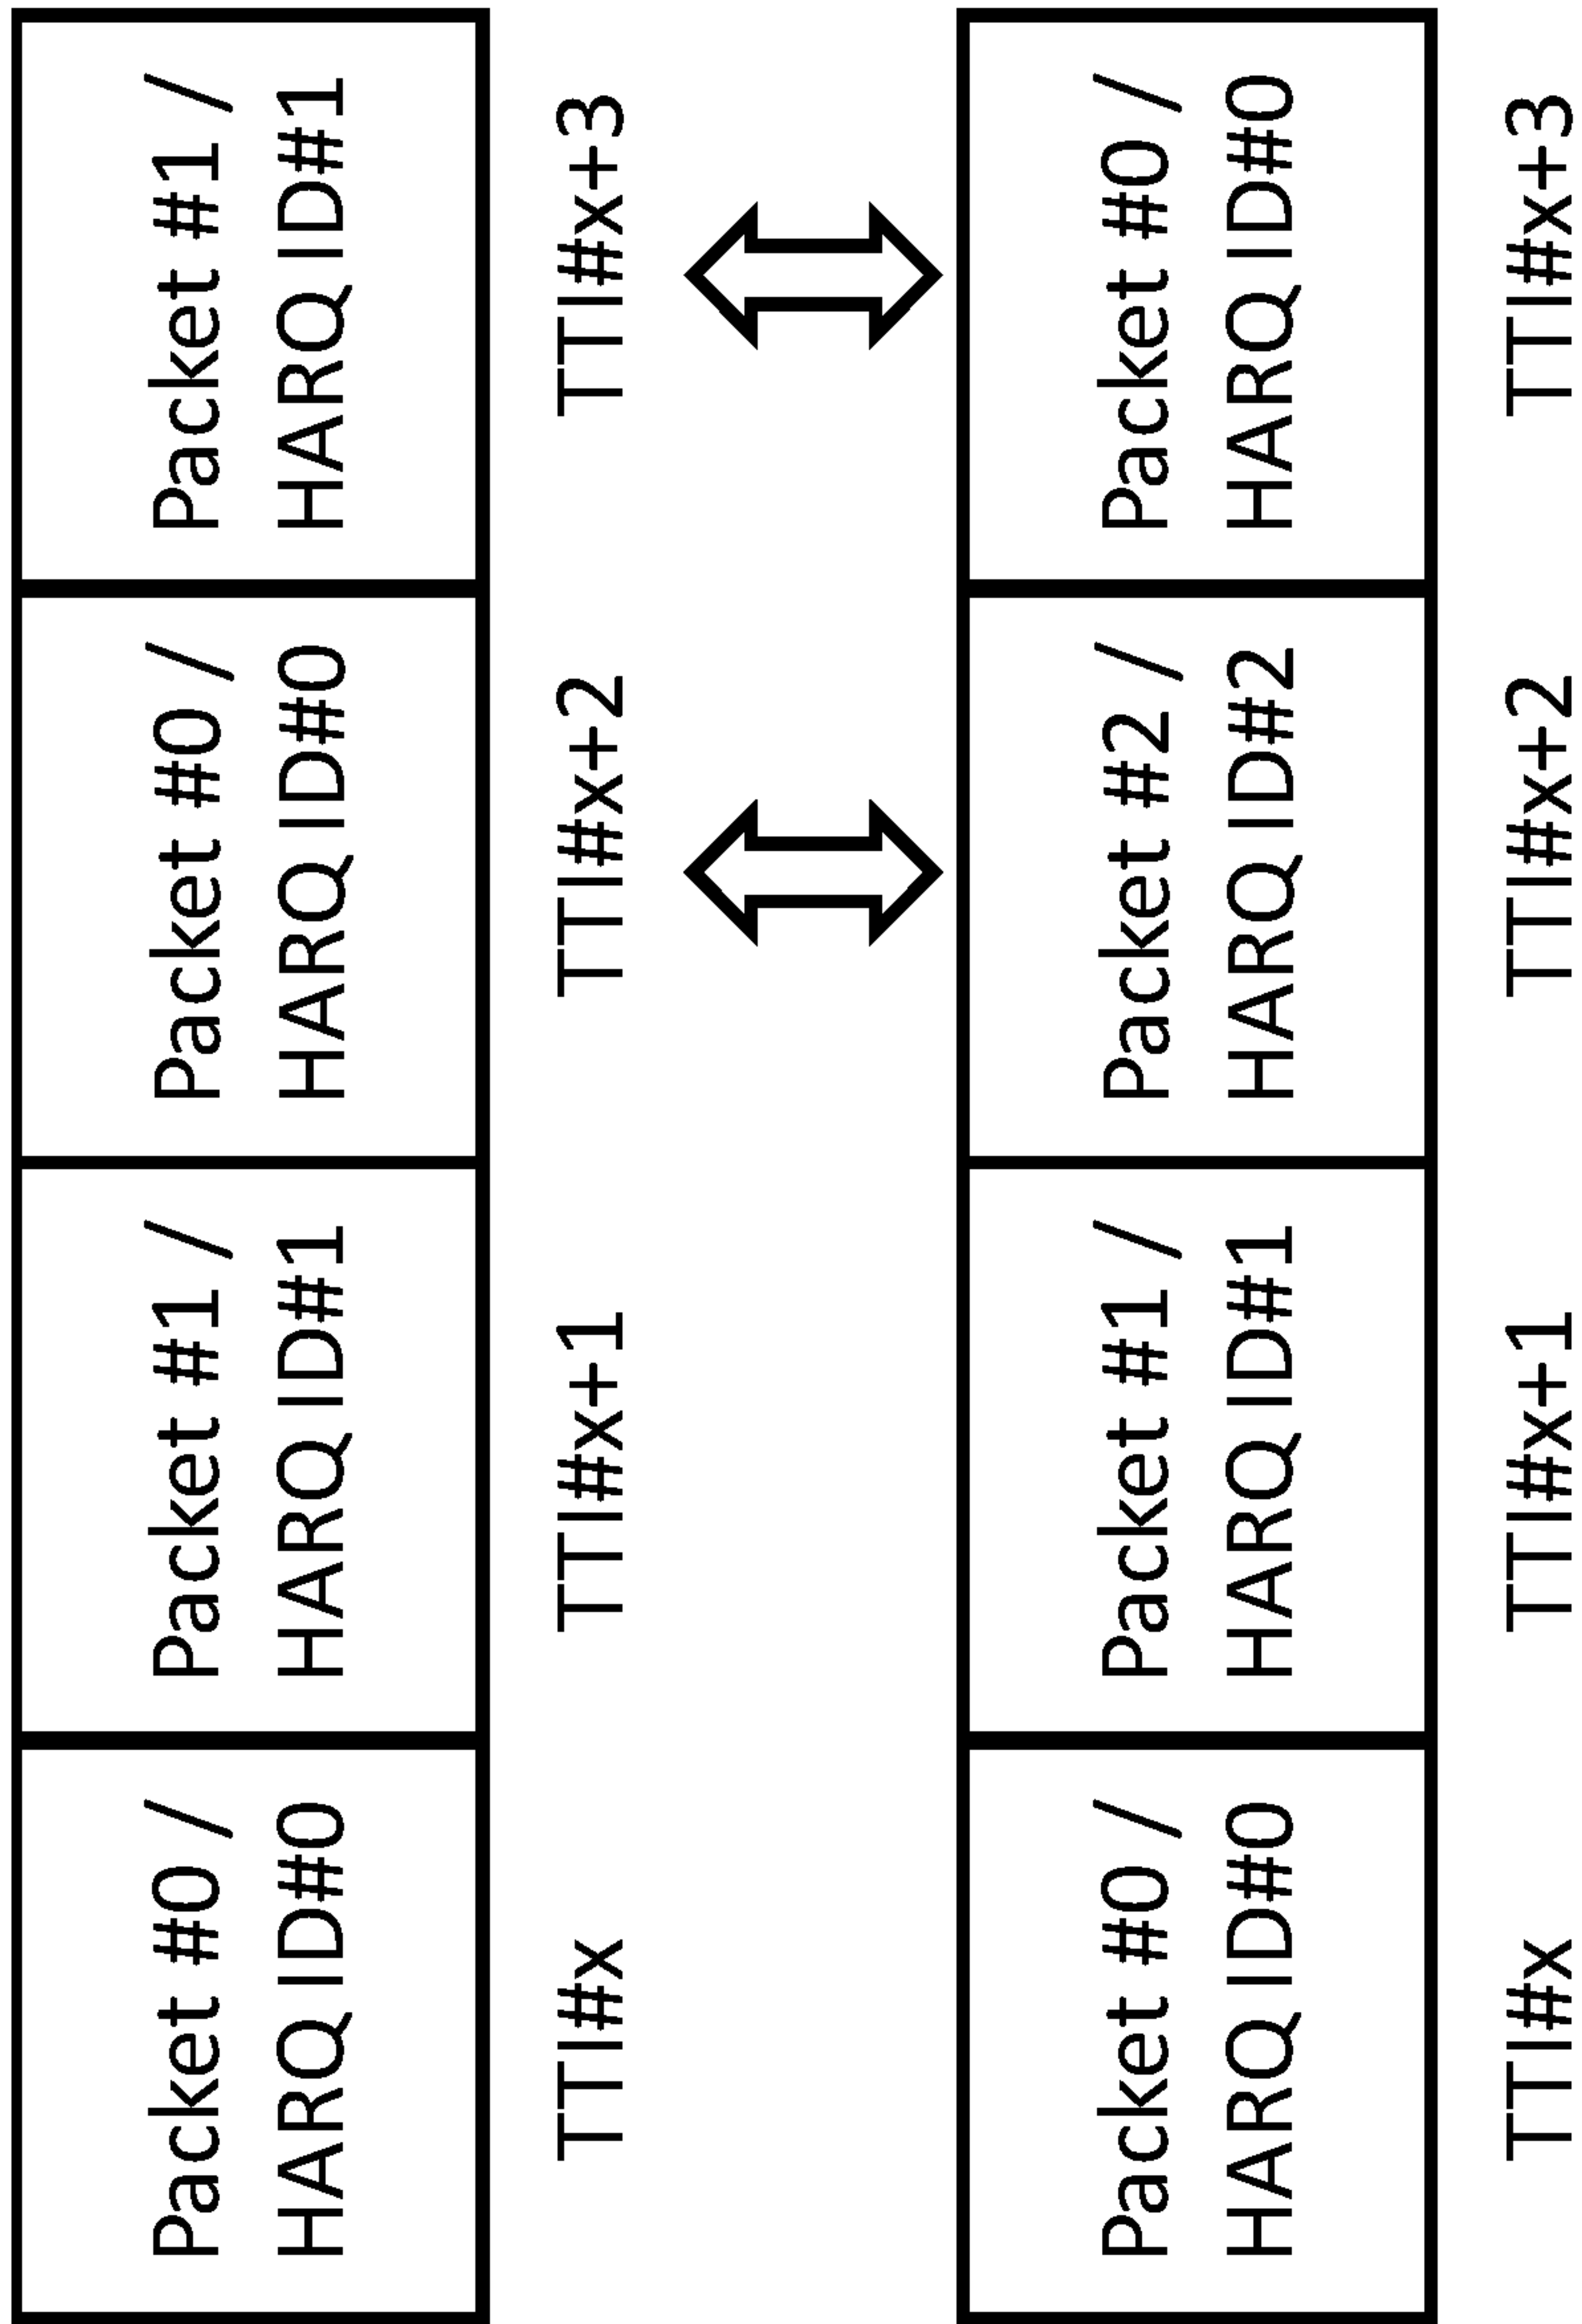 Packet #0 /
HARQ ID#0
Packet #1 /
HARQ ID#1
Packet #0 /
HARQ ID#0
Packet #1 /
HARQ ID#1
TTI#x
TTI#x+1
TTI#x+2
TTI#x+3
Packet #0 /
HARQ ID#0
Packet #1 /
HARQ ID#1
Packet #2 /
HARQ ID#2
Packet #0 /
HARQ ID#0
TTI#x
TTI#x+1
TTI#x+2
TTI#x+3